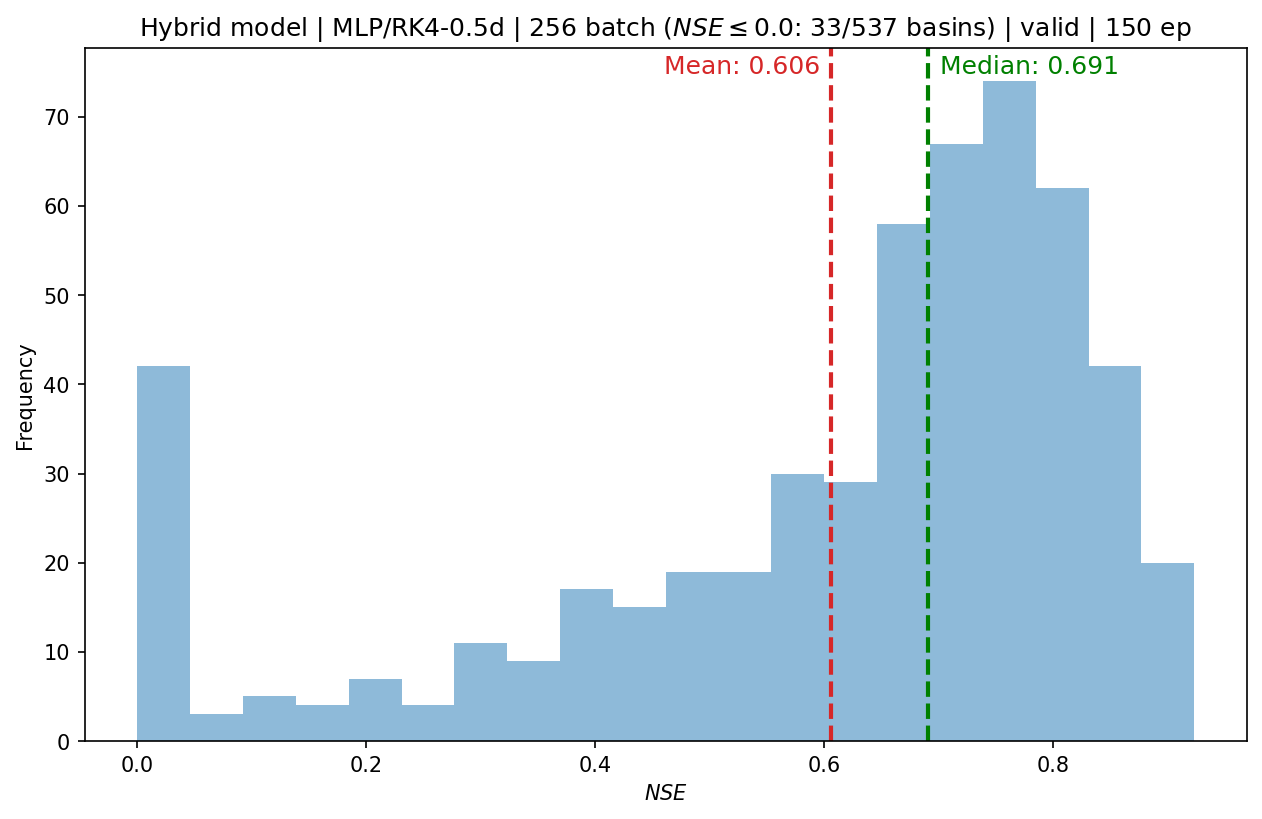 Hybrid model | MLP/RK4-0.5d | 256 batch (NSE ≤ 0.0: 33/537 basins) | valid | 150 ep
Mean: 0.606
Median: 0.691
Frequency
70
60
50
40
30
20
10
0
0.0 0.2 0.4 0.6 0.8
NSE